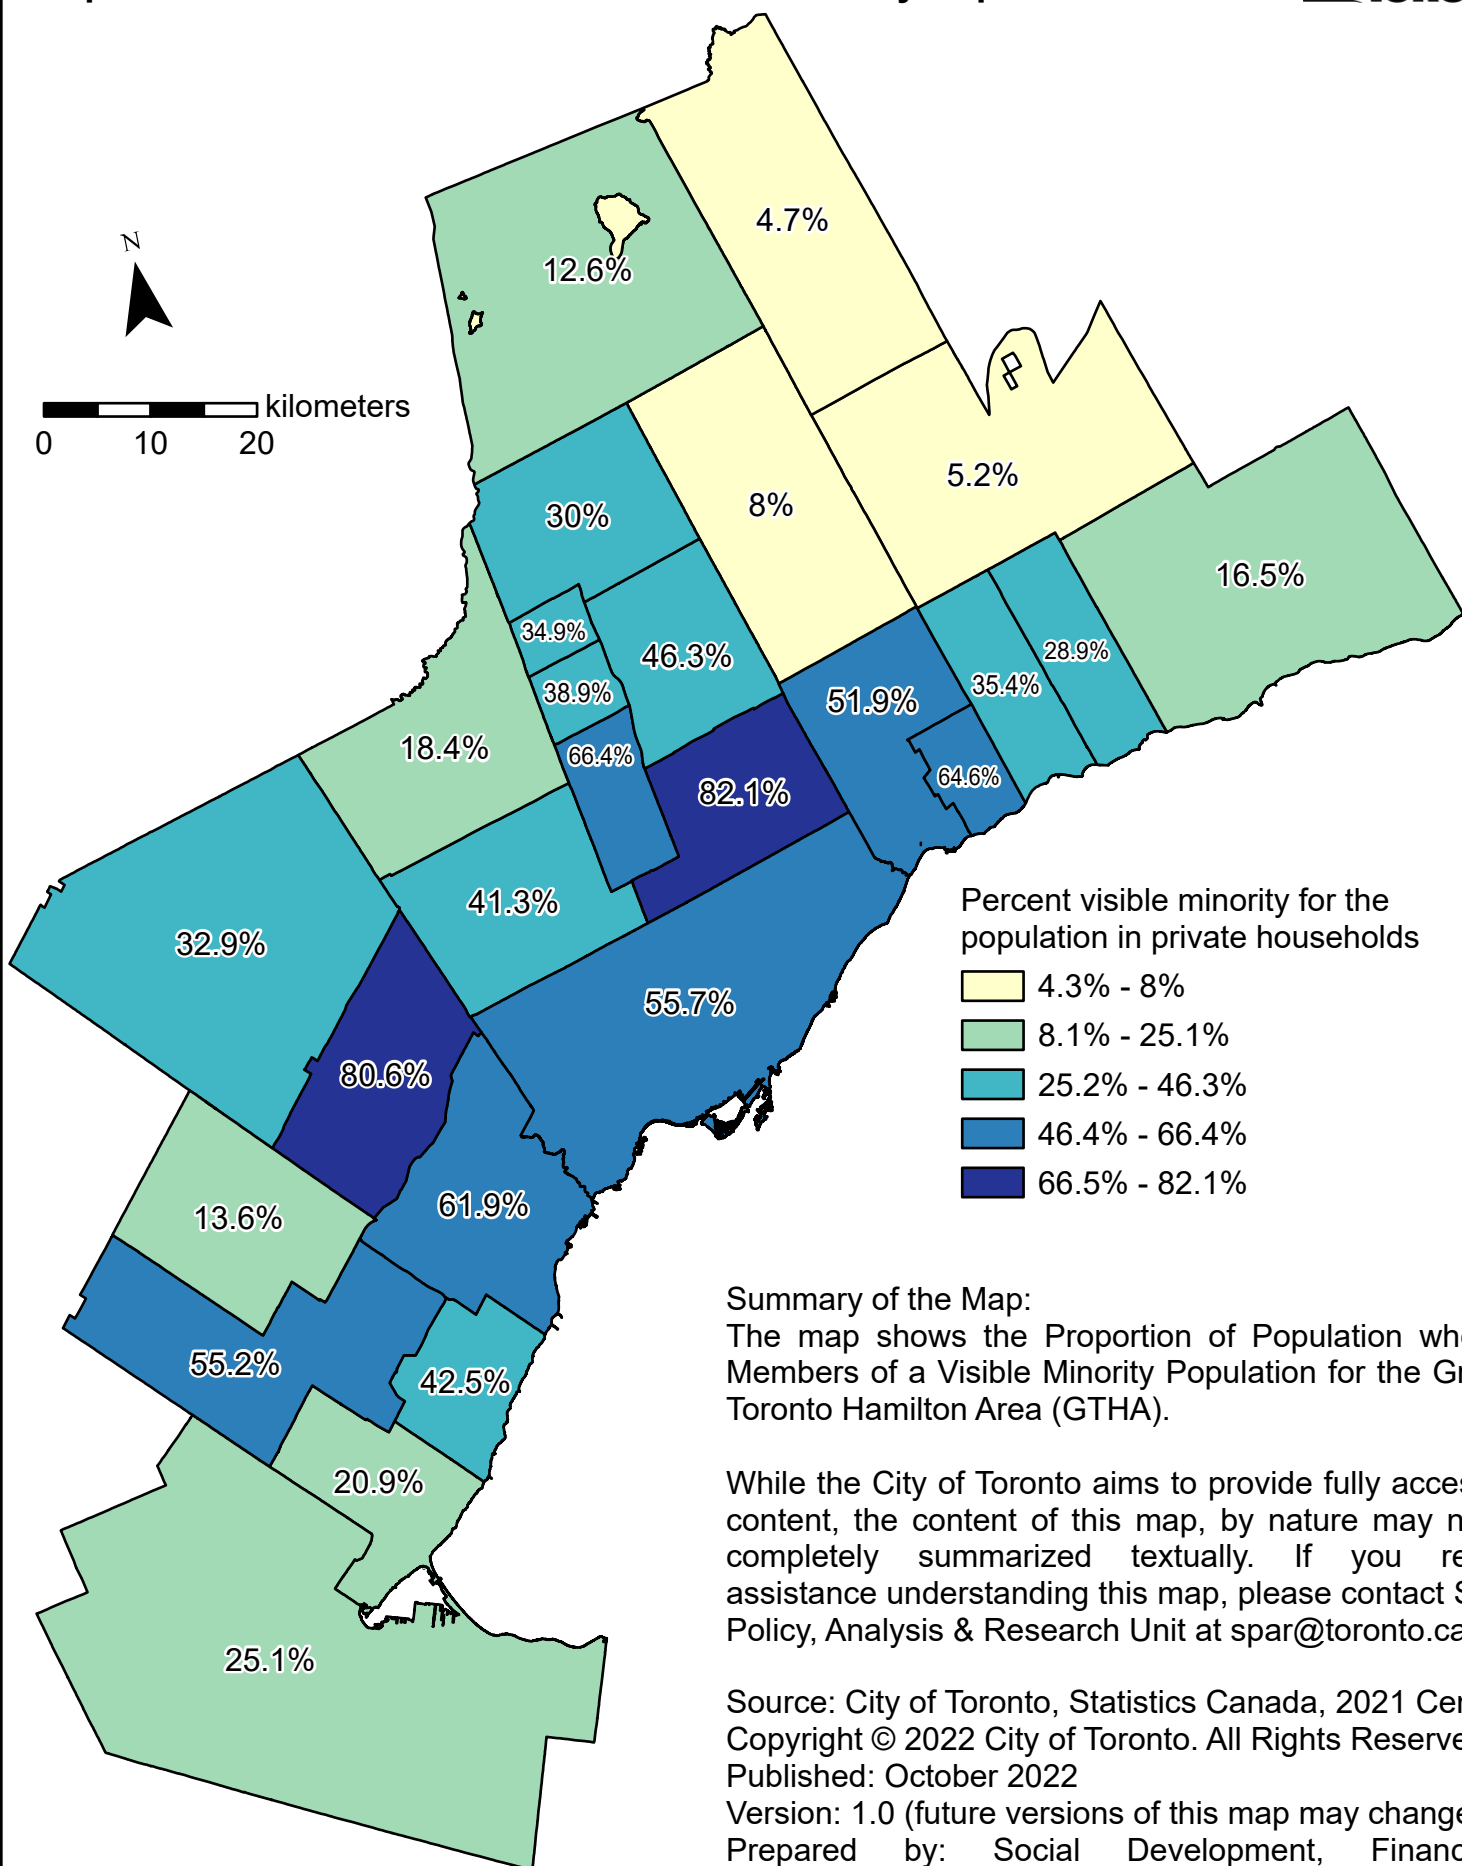 N
kilometers
0 10 20
4.7%
12.6%
5.2%
8%
30%
16.5%
34.9%
46.3%
28.9%
38.9%
35.4%
51.9%
18.4%
66.4%
64.6%
82.1%
41.3%
32.9%
55.7%
80.6%
61.9%
13.6%
55.2%
42.5%
20.9%
25.1%
Percent visible minority for the
population in private households
4.3% - 8%
8.1% - 25.1%
25.2% - 46.3%
46.4% - 66.4%
66.5% - 82.1%
Summary of the Map:
The map shows the Proportion of Population
Members of a Visible Minority Population for the
Toronto Hamilton Area (GTHA).
While the City of Toronto aims to provide fully
content, the content of this map, by nature may
completely summarized textually. If you
assistance understanding this map, please contact
Policy, Analysis & Research Unit at spar@toronto.ca
Source: City of Toronto, Statistics Canada, 2021
Copyright © 2022 City of Toronto. All Rights
Published: October 2022
Version: 1.0 (future versions of this map may change
Prepared by: Social Development,